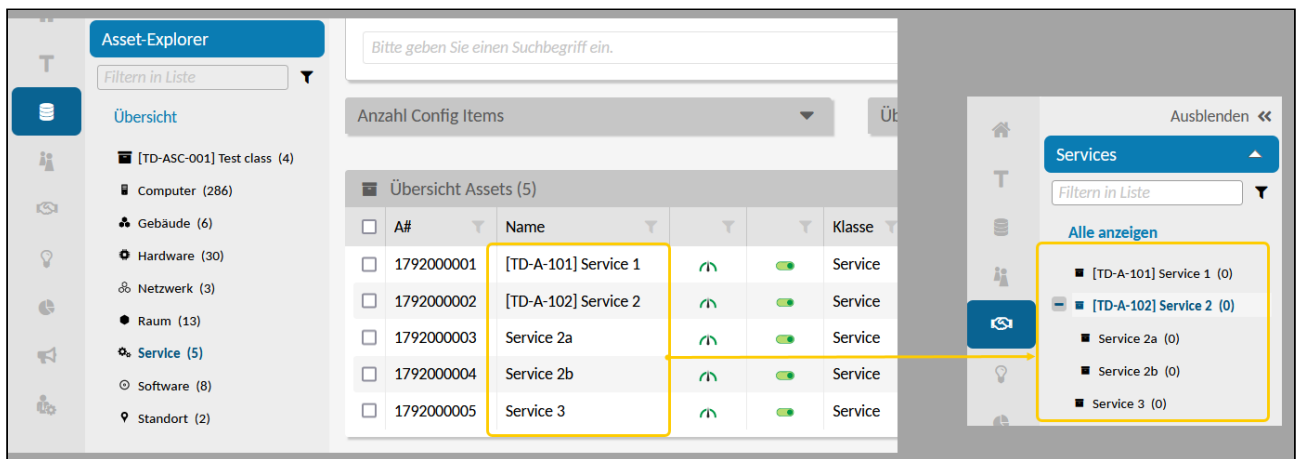 Asset-Explorer
Filtern in Liste
Übersicht
[TD-ASC-001] Test class (4)
Computer (286)
Gebäude (6)
Hardware (30)
Netzwerk (3)
Raum (13)
Service (5)
Software (8)
Standort (2)
Bitte geben Sie einen Suchbegriff ein.
Anzahl Config Items
Üb
Übersicht Assets (5)
A# Name Klasse
1792000001 [TD-A-101] Service 1 Service
1792000002 [TD-A-102] Service 2 Service
1792000003 Service 2a Service
1792000004 Service 2b Service
1792000005 Service 3 Service
Ausblenden
Services
Filtern in Liste
Alle anzeigen
[TD-A-101] Service 1 (0)
[TD-A-102] Service 2 (0)
Service 2a (0)
Service 2b (0)
Service 3 (0)